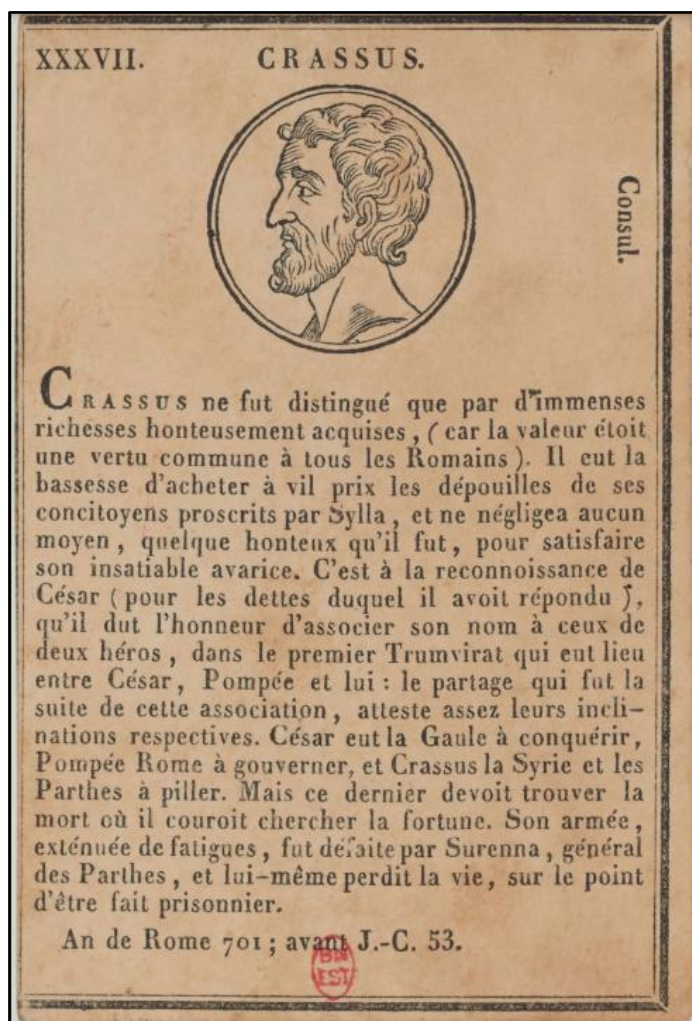 XXXVII. CRASSUS.
Consul.
CRASSUS ne fut distingué que par d'immenses
richesses honteusement acquises, (car la valeur étoit
une vertu commune à tous les Romains). Il eut la
bassesse d'acheter à vil prix les dépouilles de ses
concitoyens proscrits par Sylla, et ne négligea aucun
moyen, quelque honteux qu'il fut, pour satisfaire
son insatiable avarice. C'est à la reconnoissance de
César (pour les dettes duquel il avoit répondu),
qu'il dut l'honneur d'associer son nom à ceux de
deux héros, dans le premier Trumvirat qui eut lieu
entre César, Pompée et lui : le partage qui fut la
suite de cette association, atteste assez leurs incli-
nations respectives. César eut la Gaule à conquérir,
Pompée Rome à gouverner, et Crassus la Syrie et les
Parthes à piller. Mais ce dernier devoit trouver la
mort où il couroit chercher la fortune. Son armée,
exténuée de fatigues, fut défaite par Surenna, général
des Parthes, et lui-même perdit la vie, sur le point
d'être fait prisonnier.
An de Rome 701 ; avant J.-C. 53.
BN
EST